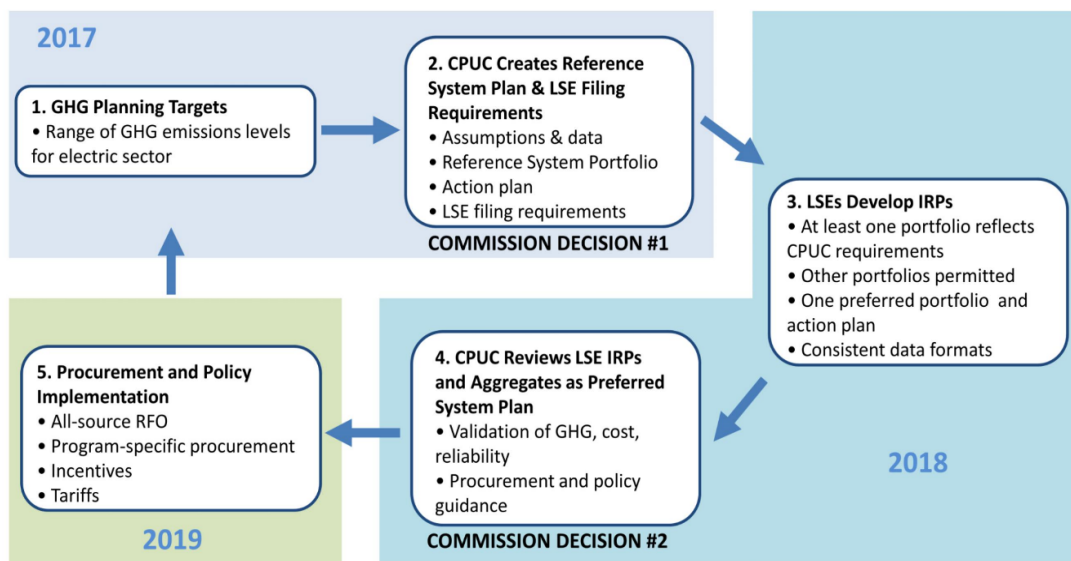 2017
1. GHG Planning Targets
• Range of GHG emissions levels
for electric sector
2. CPUC Creates Reference
System Plan & LSE Filing
Requirements
• Assumptions & data
• Reference System Portfolio
• Action plan
• LSE filing requirements
COMMISSION DECISION #1
3. LSEs Develop IRPs
• At least one portfolio reflects
CPUC requirements
• Other portfolios permitted
• One preferred portfolio and
action plan
• Consistent data formats
2018
4. CPUC Reviews LSE IRPs
and Aggregates as Preferred
System Plan
• Validation of GHG, cost,
reliability
• Procurement and policy
guidance
COMMISSION DECISION #2
5. Procurement and Policy
Implementation
• All-source RFO
• Program-specific procurement
• Incentives
• Tariffs
2019